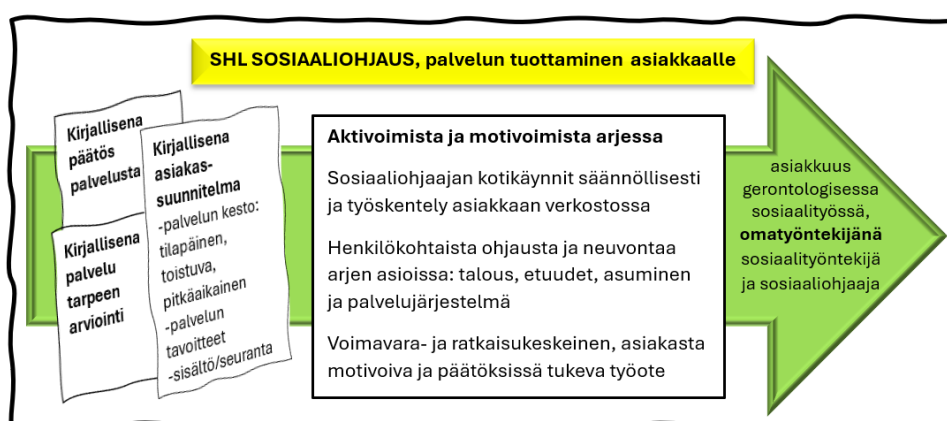 SHL SOSIAALIOHJAUS, palvelun tuottaminen asiakkaalle
Kirjallisena
päätös
palvelusta
Kirjallisena
palvelu
tarpeen
arviointi
Kirjallisena
asiakas-
suunnitelma
-palvelun kesto:
tilapäinen,
toistuva,
pitkäaikainen
-palvelun
tavoitteet
-sisältö/seuranta
Aktivoimista ja motivoimista arjessa
Sosiaaliohjaajan kotikäynnit säännöllisesti
ja työskentely asiakkaan verkostossa
Henkilökohtaista ohjausta ja neuvontaa
arjen asioissa: talous, etuudet, asuminen
ja palvelujärjestelmä
Voimavara- ja ratkaisukeskeinen, asiakasta
motivoiva ja päätöksissä tukeva työote
asiakkuus
gerontologisessa
sosiaalityössä,
omatyöntekijänä
sosiaalityöntekijä
ja sosiaaliohjaaja